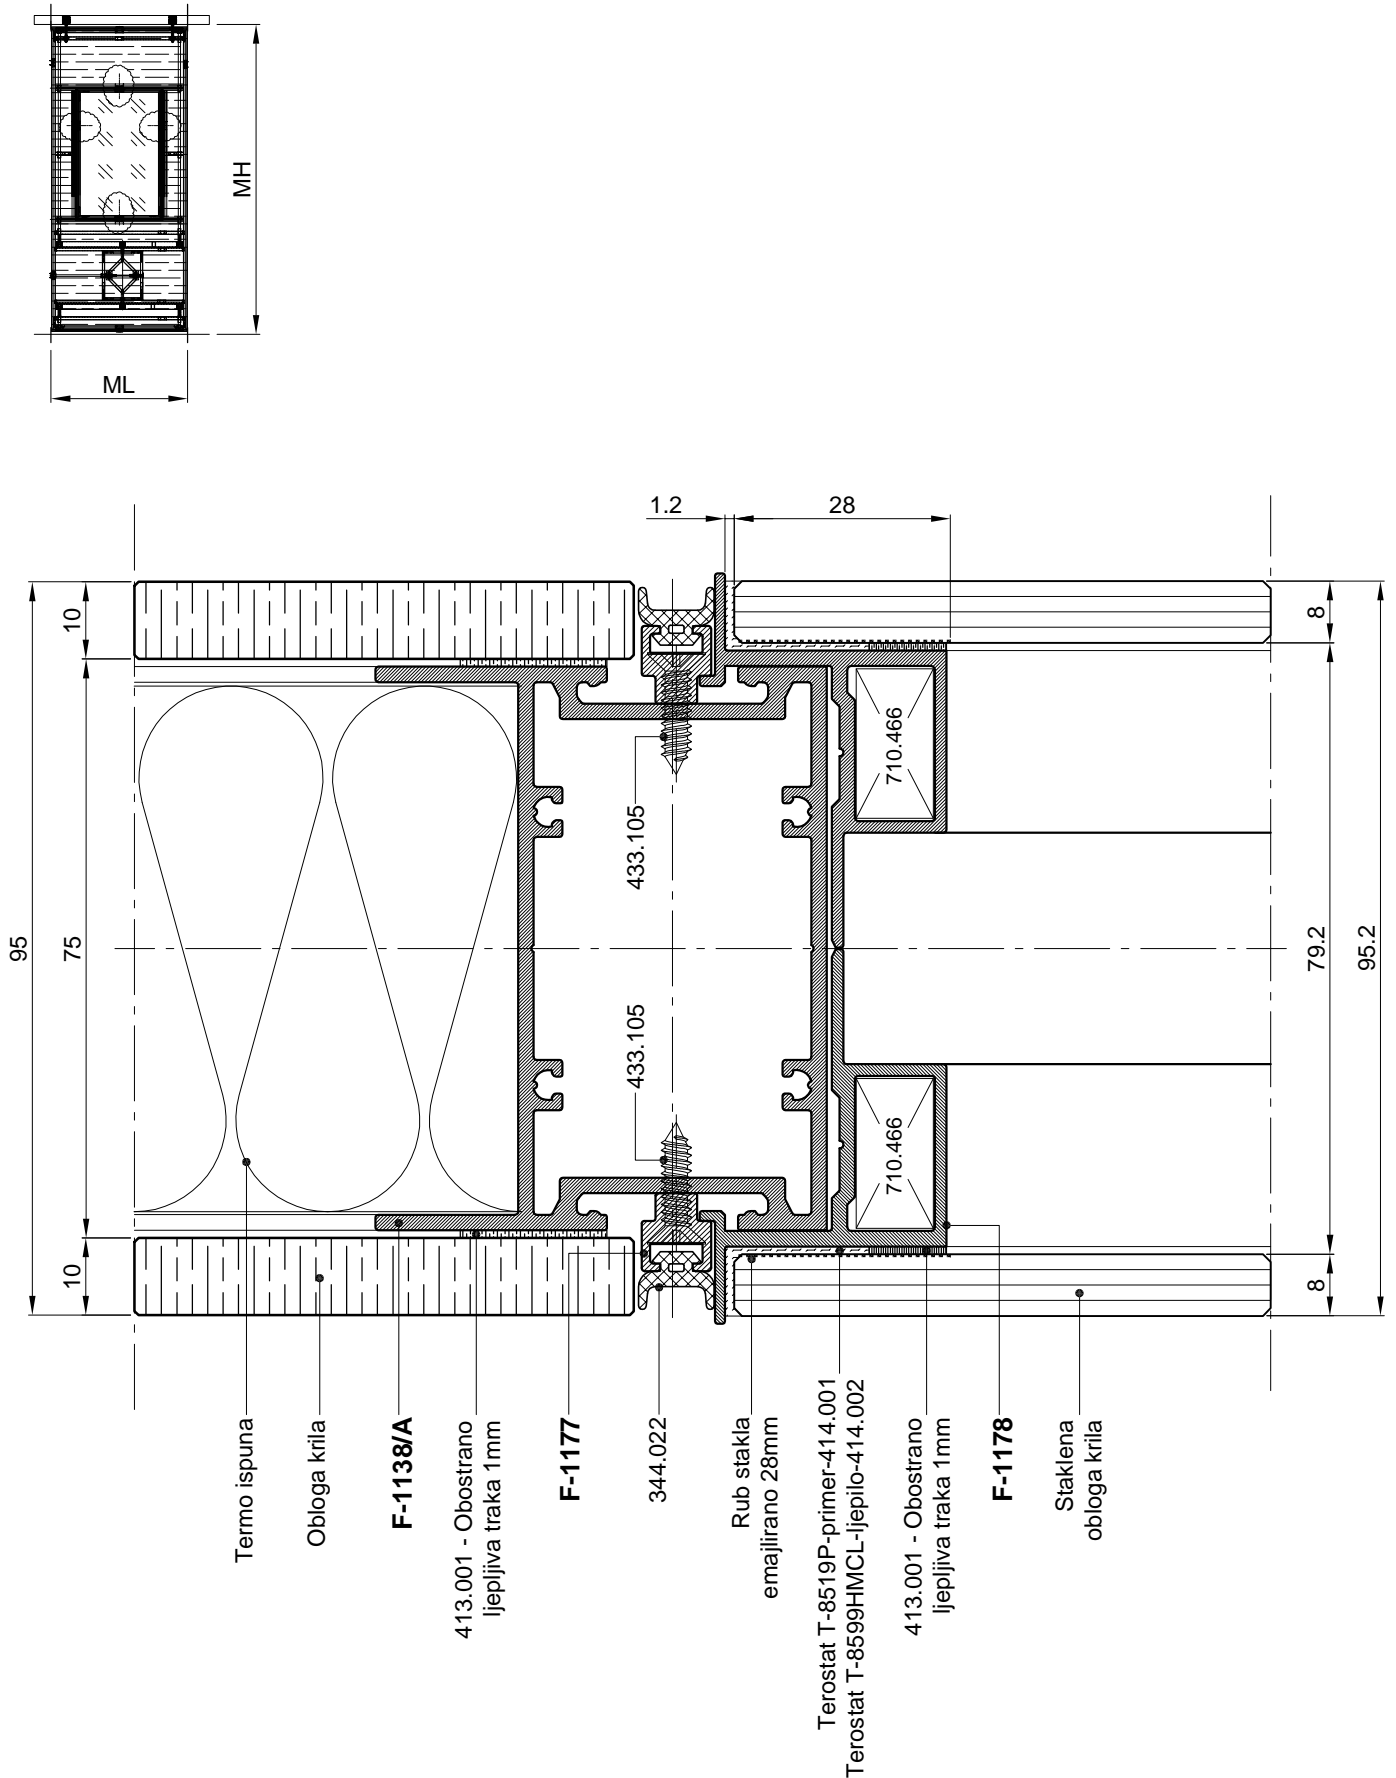 MH
ML
1.2
28
95
10
75
10
8
79.2
8
95.2
433.105
433.105
710.466
710.466
Termo ispuna
Obloga krila
F-1138/A
413.001 - Obostrano
ljepljiva traka 1mm
F-1177
344.022
Rub stakla
emajlirano 28mm
Terostat T-8519P-primer-414.001
Terostat T-8599HMCL-ljepilo-414.002
413.001 - Obostrano
ljepljiva traka 1mm
F-1178
Staklena
obloga krila